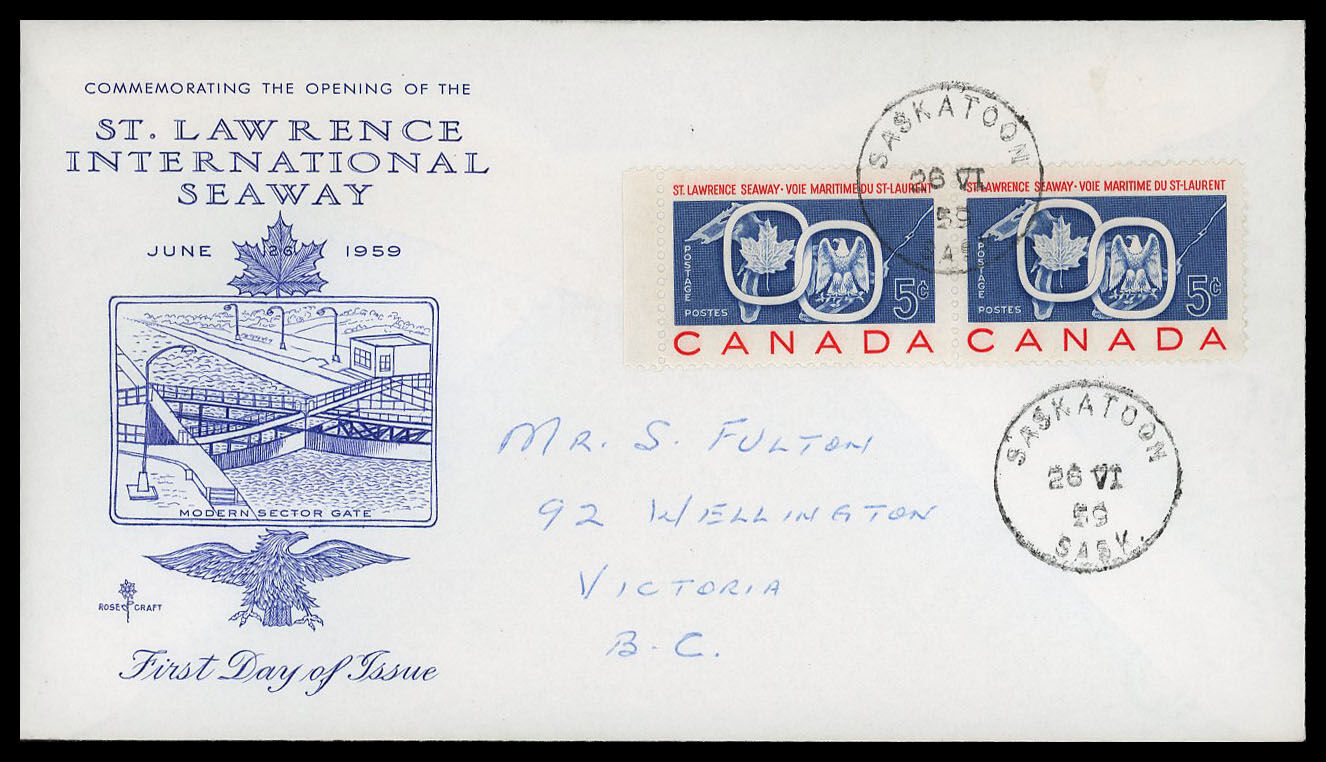 COMMEMORATING THE OPENING OF THE
ST. LAWRENCE
INTERNATIONAL
SEAWAY
JUNE 26 1959
MODERN SECTOR GATE
ROSE CRAFT
First Day of Issue
ST. LAWRENCE SEAWAY · VOIE MARITIME DU ST-LAURENT
POSTAGE
POSTES
5¢
CANADA
ST. LAWRENCE SEAWAY · VOIE MARITIME DU ST-LAURENT
POSTAGE
POSTES
5¢
CANADA
SASKATOON
26 VI
59
SASK.
MR. S. FULTON
92 WELLINGTON
VICTORIA
B.C.
SASKATOON
26 VI
59
SASK.